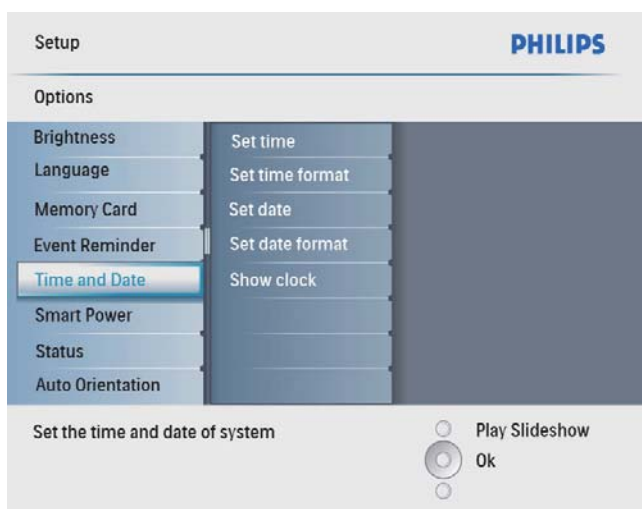 Setup
PHILIPS
Options
Brightness
Language
Memory Card
Event Reminder
Time and Date
Smart Power
Status
Auto Orientation
Set time
Set time format
Set date
Set date format
Show clock
Set the time and date of system
Play Slideshow
Ok